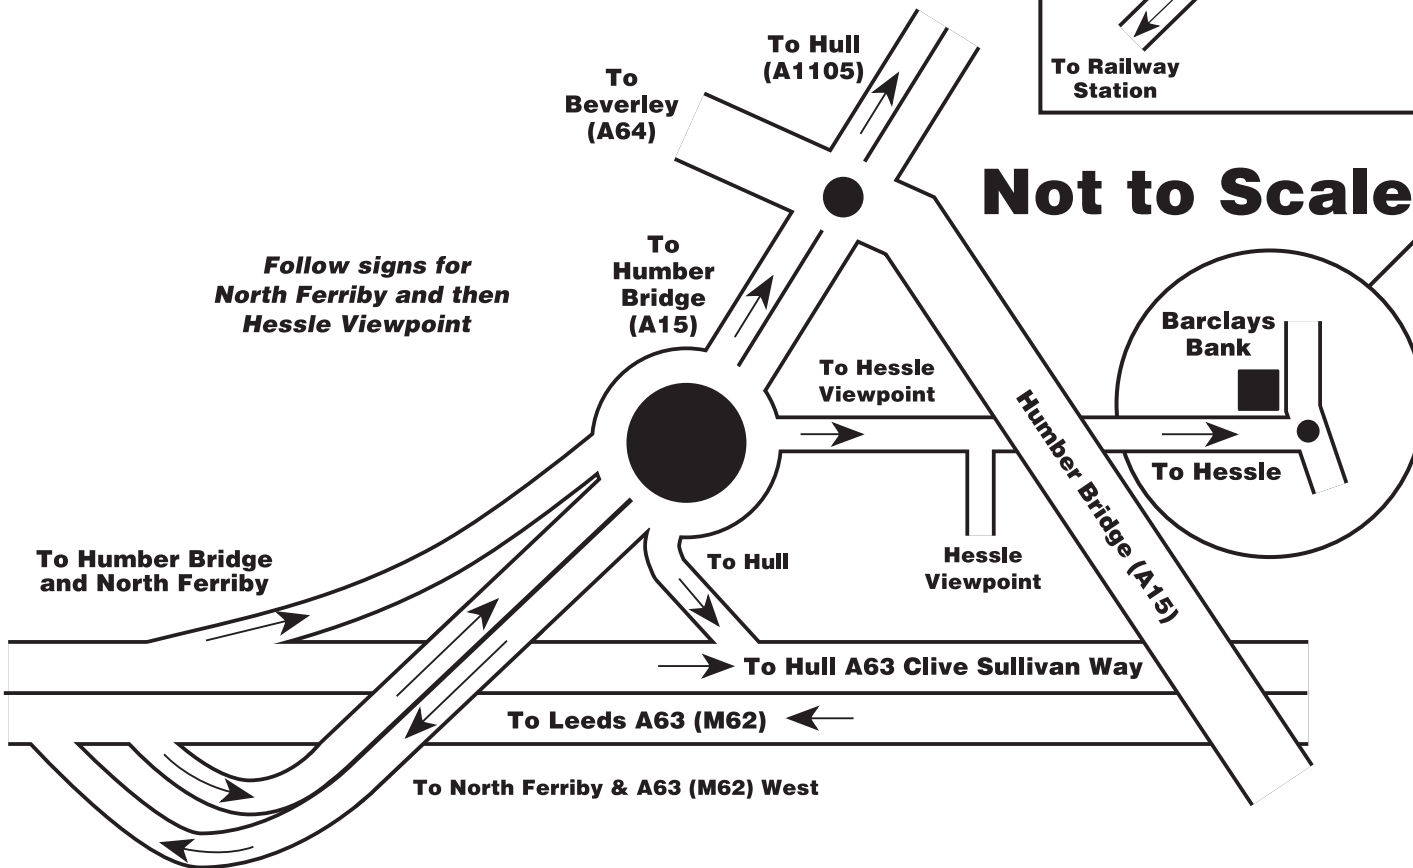 To Hull
(A1105)
To Railway
Station
To
Beverley
(A64)
Not to Scale
To
Humber
Bridge
(A15)
Follow signs for
North Ferriby and then
Hessle Viewpoint
Barclays
Bank
To Hessle
Viewpoint
Humber Bridge (A15)
To Hessle
To Humber Bridge
and North Ferriby
To Hull
Hessle
Viewpoint
To Hull A63 Clive Sullivan Way
To Leeds A63 (M62)
To North Ferriby & A63 (M62) West